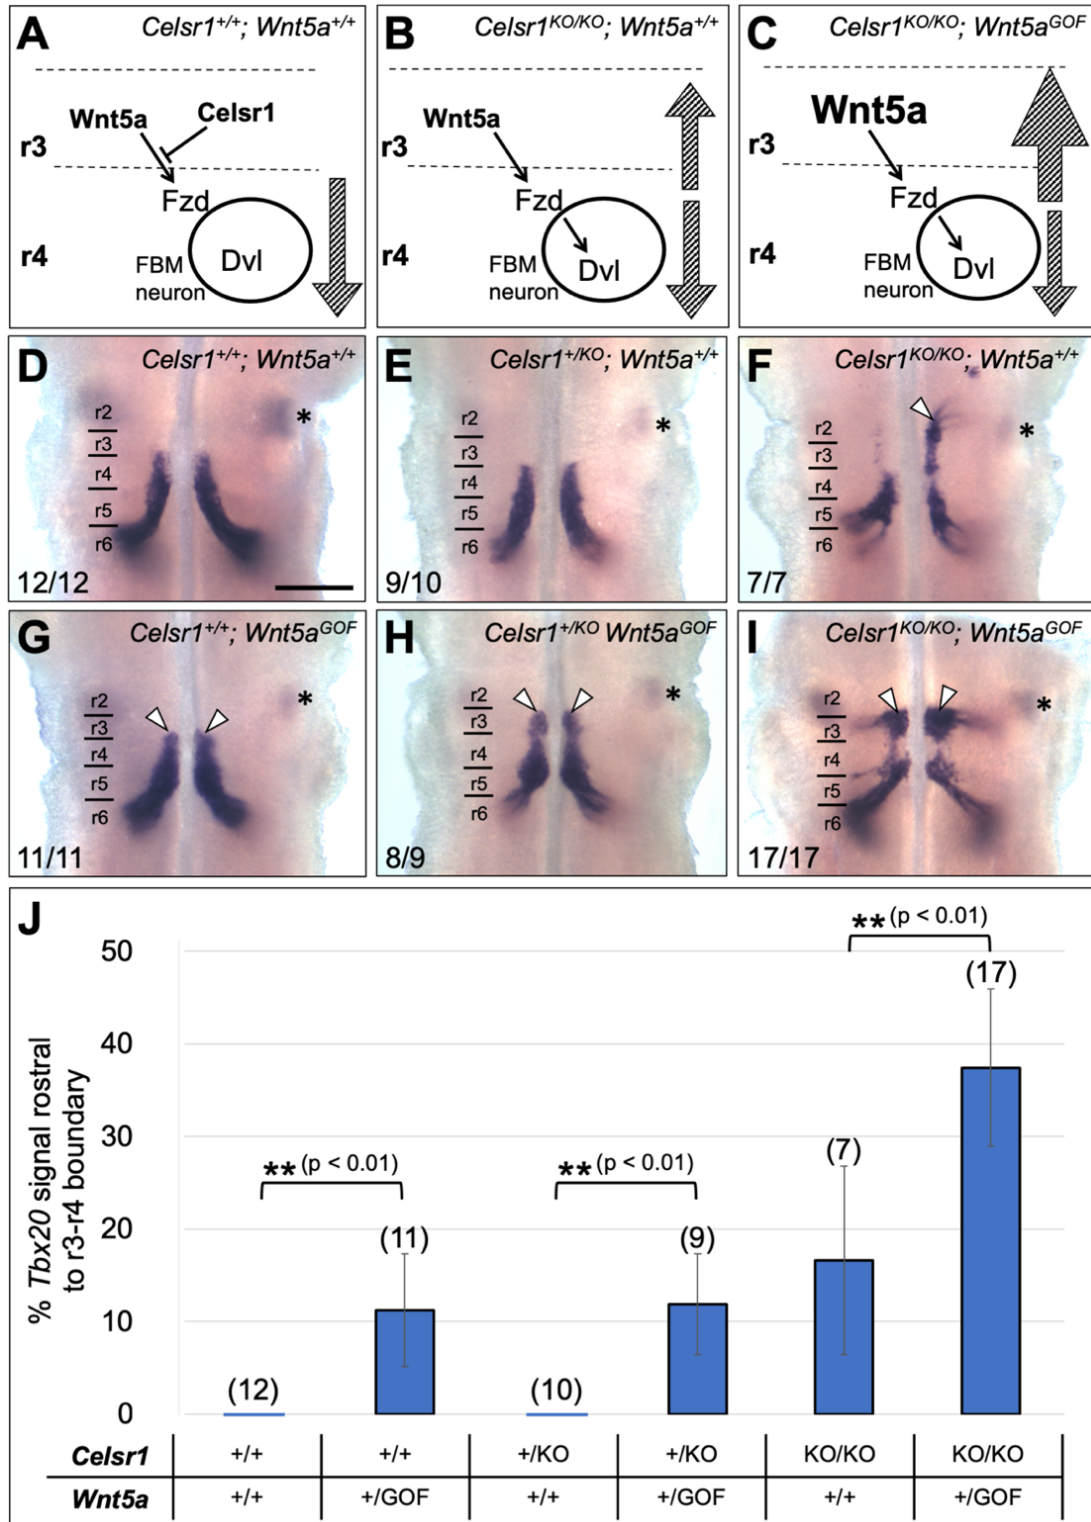 A Celsr1+/+; Wnt5a+/+
Wnt5a
Celsr1
r3
Fzd
r4
FBM
neuron
Dvl
B Celsr1KO/KO; Wnt5a+/+
Wnt5a
r3
Fzd
r4
FBM
neuron
Dvl
C Celsr1KO/KO; Wnt5aGOF
Wnt5a
r3
Fzd
r4
FBM
neuron
Dvl
D Celsr1+/+; Wnt5a+/+
r2
*
r3
r4
r5
r6
12/12
E Celsr1+/KO; Wnt5a+/+
r2
*
r3
r4
r5
r6
9/10
F Celsr1KO/KO; Wnt5a+/+
r2
*
r3
r4
r5
r6
7/7
G Celsr1+/+; Wnt5aGOF
r2
*
r3
r4
r5
r6
11/11
H Celsr1+/KO Wnt5aGOF
r2
*
r3
r4
r5
r6
8/9
I Celsr1KO/KO; Wnt5aGOF
r2
*
r3
r4
r5
r6
17/17
J
% Tbx20 signal rostral
to r3-r4 boundary
50
40
30
20
10
0
** (p < 0.01)
** (p < 0.01)
** (p < 0.01)
(12)
(11)
(10)
(9)
(7)
(17)
Celsr1 +/+ +/+ +/KO +/KO KO/KO KO/KO
Wnt5a +/+ +/GOF +/+ +/GOF +/+ +/GOF